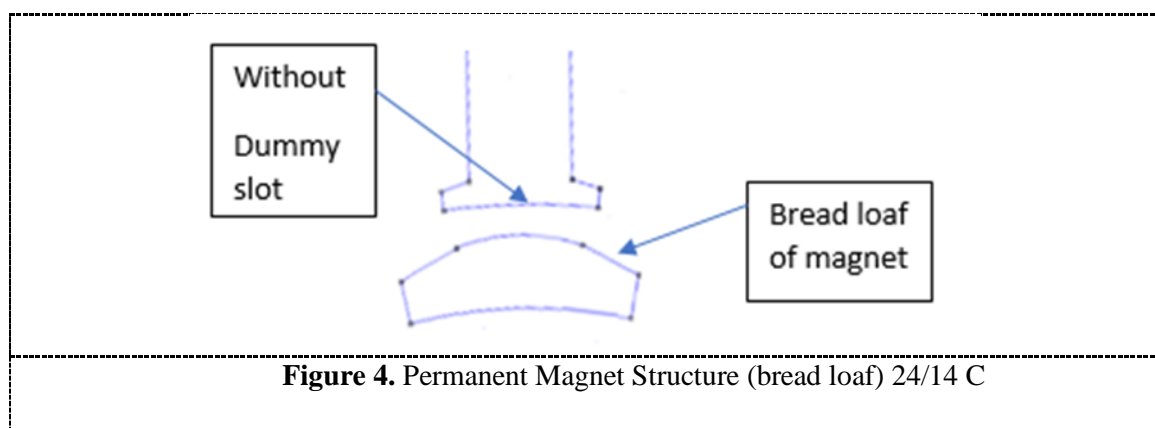 Without
Dummy
slot
Bread loaf
of magnet
Figure 4. Permanent Magnet Structure (bread loaf) 24/14 C